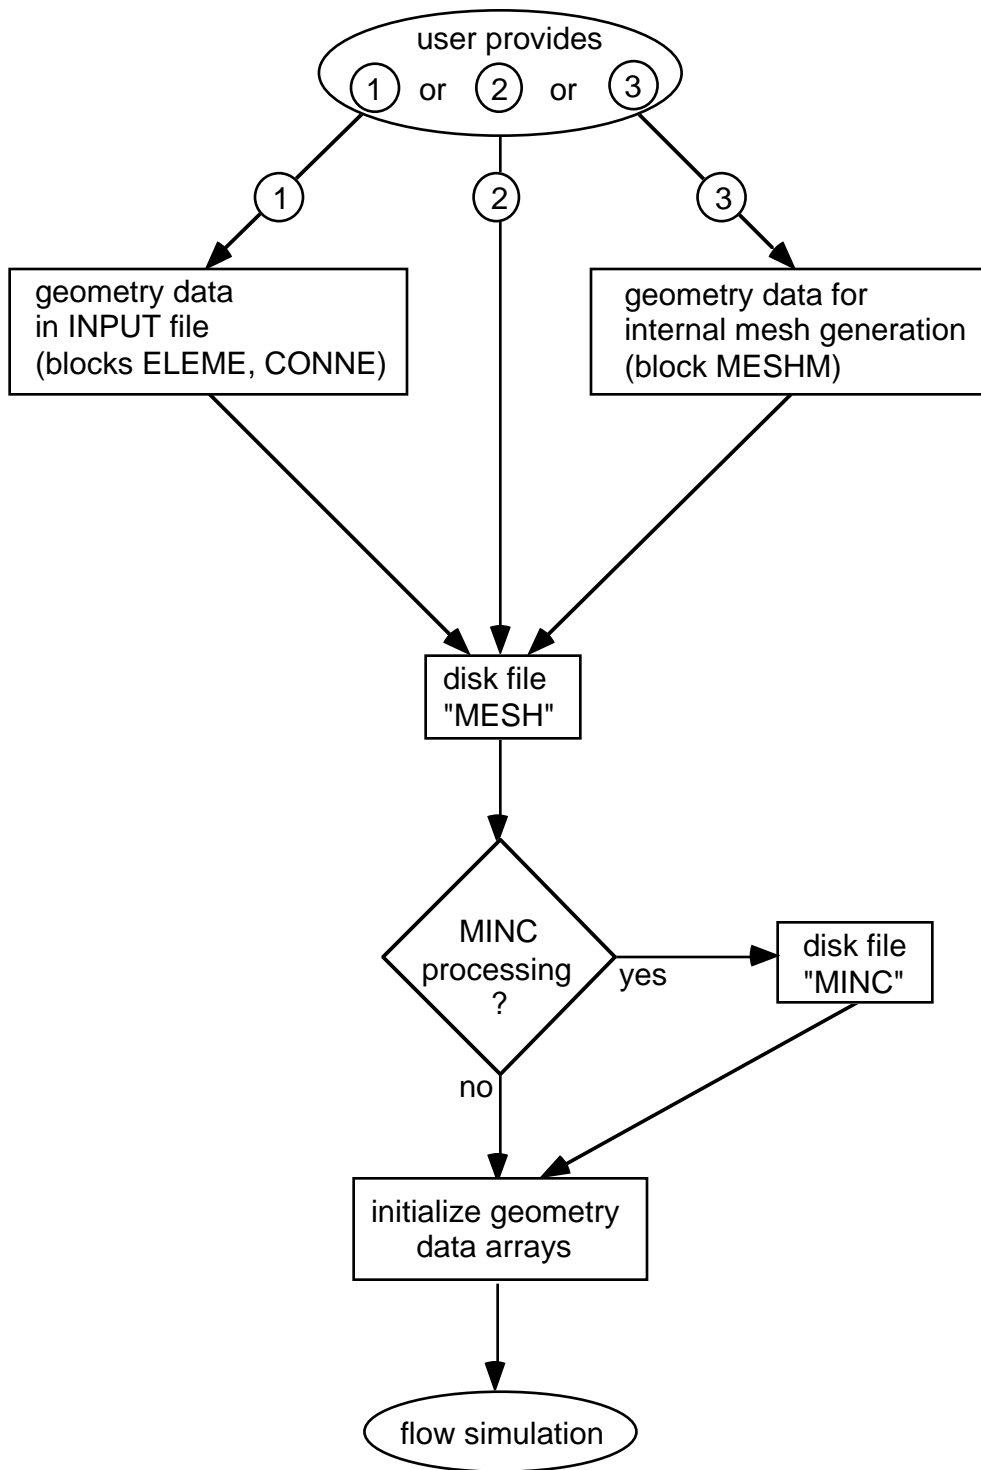 user provides
1 or 2 or 3
1
2
3
geometry data
in INPUT file
(blocks ELEME, CONNE)
geometry data for
internal mesh generation
(block MESHM)
disk file
"MESH"
MINC
processing
?
yes
disk file
"MINC"
no
initialize geometry
data arrays
flow simulation